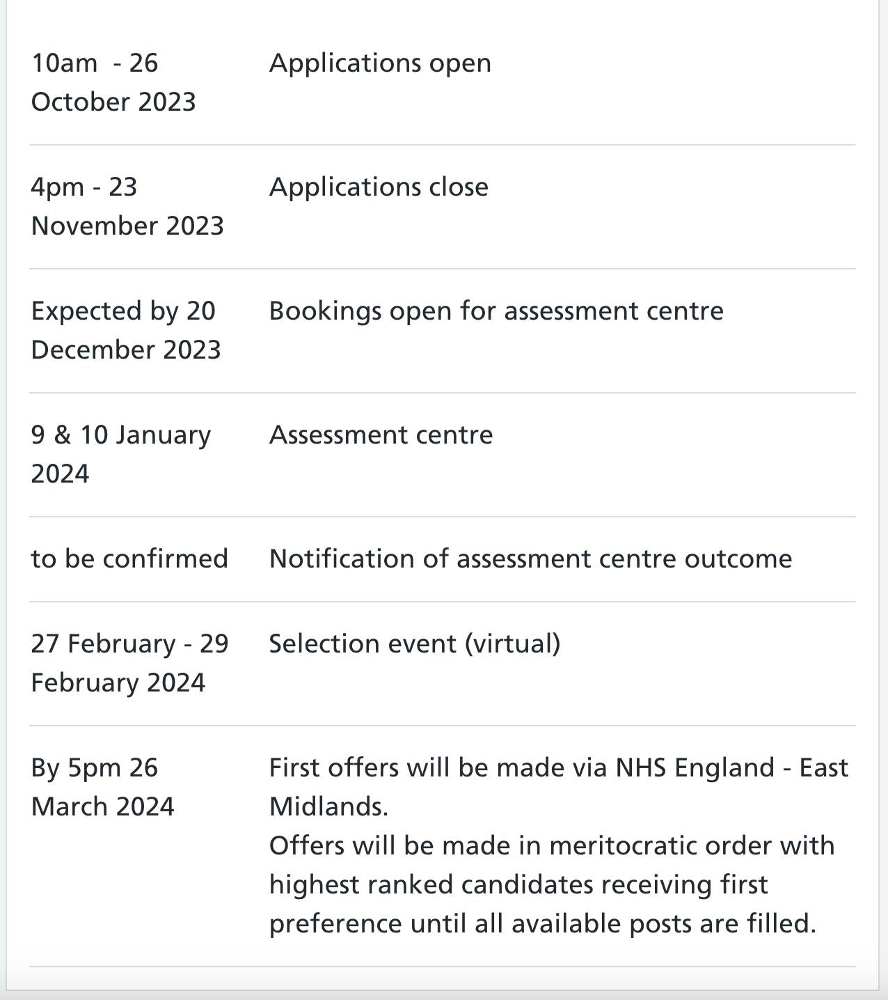 10am  - 26
October 2023
Applications open
4pm - 23
November 2023
Applications close
Expected by 20
December 2023
Bookings open for assessment centre
9 & 10 January
2024
Assessment centre
to be confirmed
Notification of assessment centre outcome
27 February - 29
February 2024
Selection event (virtual)
By 5pm 26
March 2024
First offers will be made via NHS England - East
Midlands.
Offers will be made in meritocratic order with
highest ranked candidates receiving first
preference until all available posts are filled.